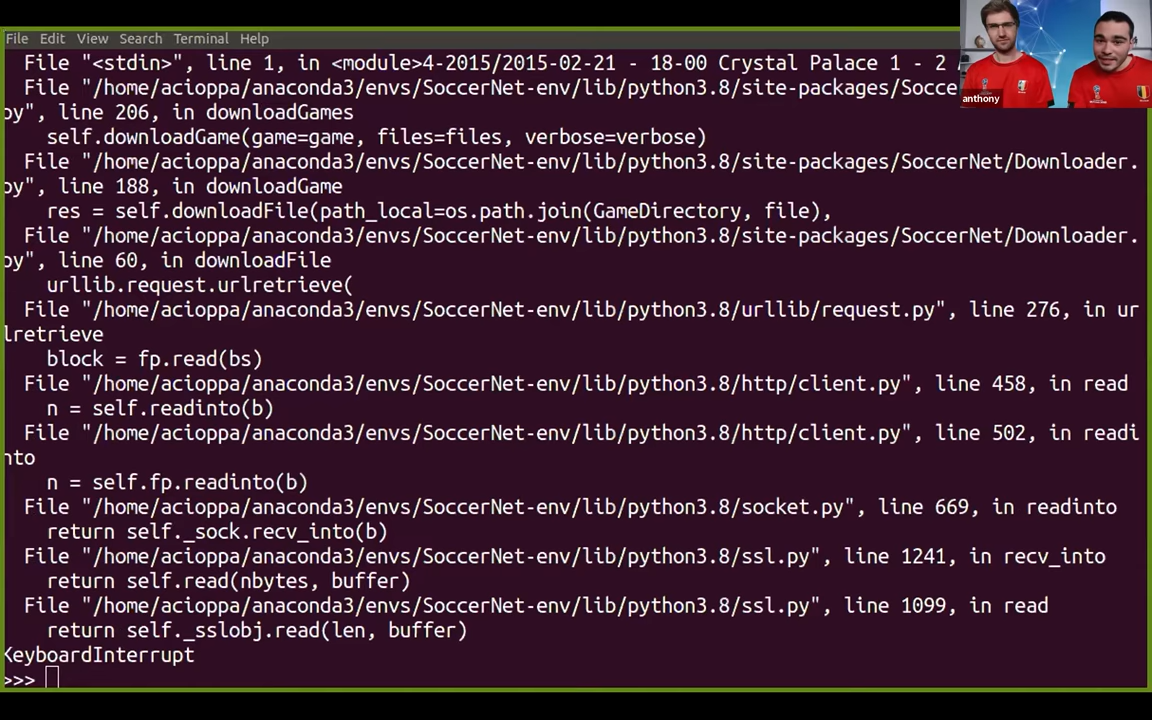 File Edit View Search Terminal Help
File "<stdin>", line 1, in <module>4-2015/2015-02-21 - 18-00 Crystal Palace 1 - 2
File "/home/acioppa/anaconda3/envs/SoccerNet-env/lib/python3.8/site-packages/Socce
py", line 206, in downloadGames
self.downloadGame(game=game, files=files, verbose=verbose)
File "/home/acioppa/anaconda3/envs/SoccerNet-env/lib/python3.8/site-packages/SoccerNet/Downloader.
py", line 188, in downloadGame
res = self.downloadFile(path_local=os.path.join(GameDirectory, file),
File "/home/acioppa/anaconda3/envs/SoccerNet-env/lib/python3.8/site-packages/SoccerNet/Downloader.
py", line 60, in downloadFile
urllib.request.urlretrieve(
File "/home/acioppa/anaconda3/envs/SoccerNet-env/lib/python3.8/urllib/request.py", line 276, in ur
lretrieve
block = fp.read(bs)
File "/home/acioppa/anaconda3/envs/SoccerNet-env/lib/python3.8/http/client.py", line 458, in read
n = self.readinto(b)
File "/home/acioppa/anaconda3/envs/SoccerNet-env/lib/python3.8/http/client.py", line 502, in readi
nto
n = self.fp.readinto(b)
File "/home/acioppa/anaconda3/envs/SoccerNet-env/lib/python3.8/socket.py", line 669, in readinto
return self._sock.recv_into(b)
File "/home/acioppa/anaconda3/envs/SoccerNet-env/lib/python3.8/ssl.py", line 1241, in recv_into
return self.read(nbytes, buffer)
File "/home/acioppa/anaconda3/envs/SoccerNet-env/lib/python3.8/ssl.py", line 1099, in read
return self._sslobj.read(len, buffer)
KeyboardInterrupt
>>>
anthony